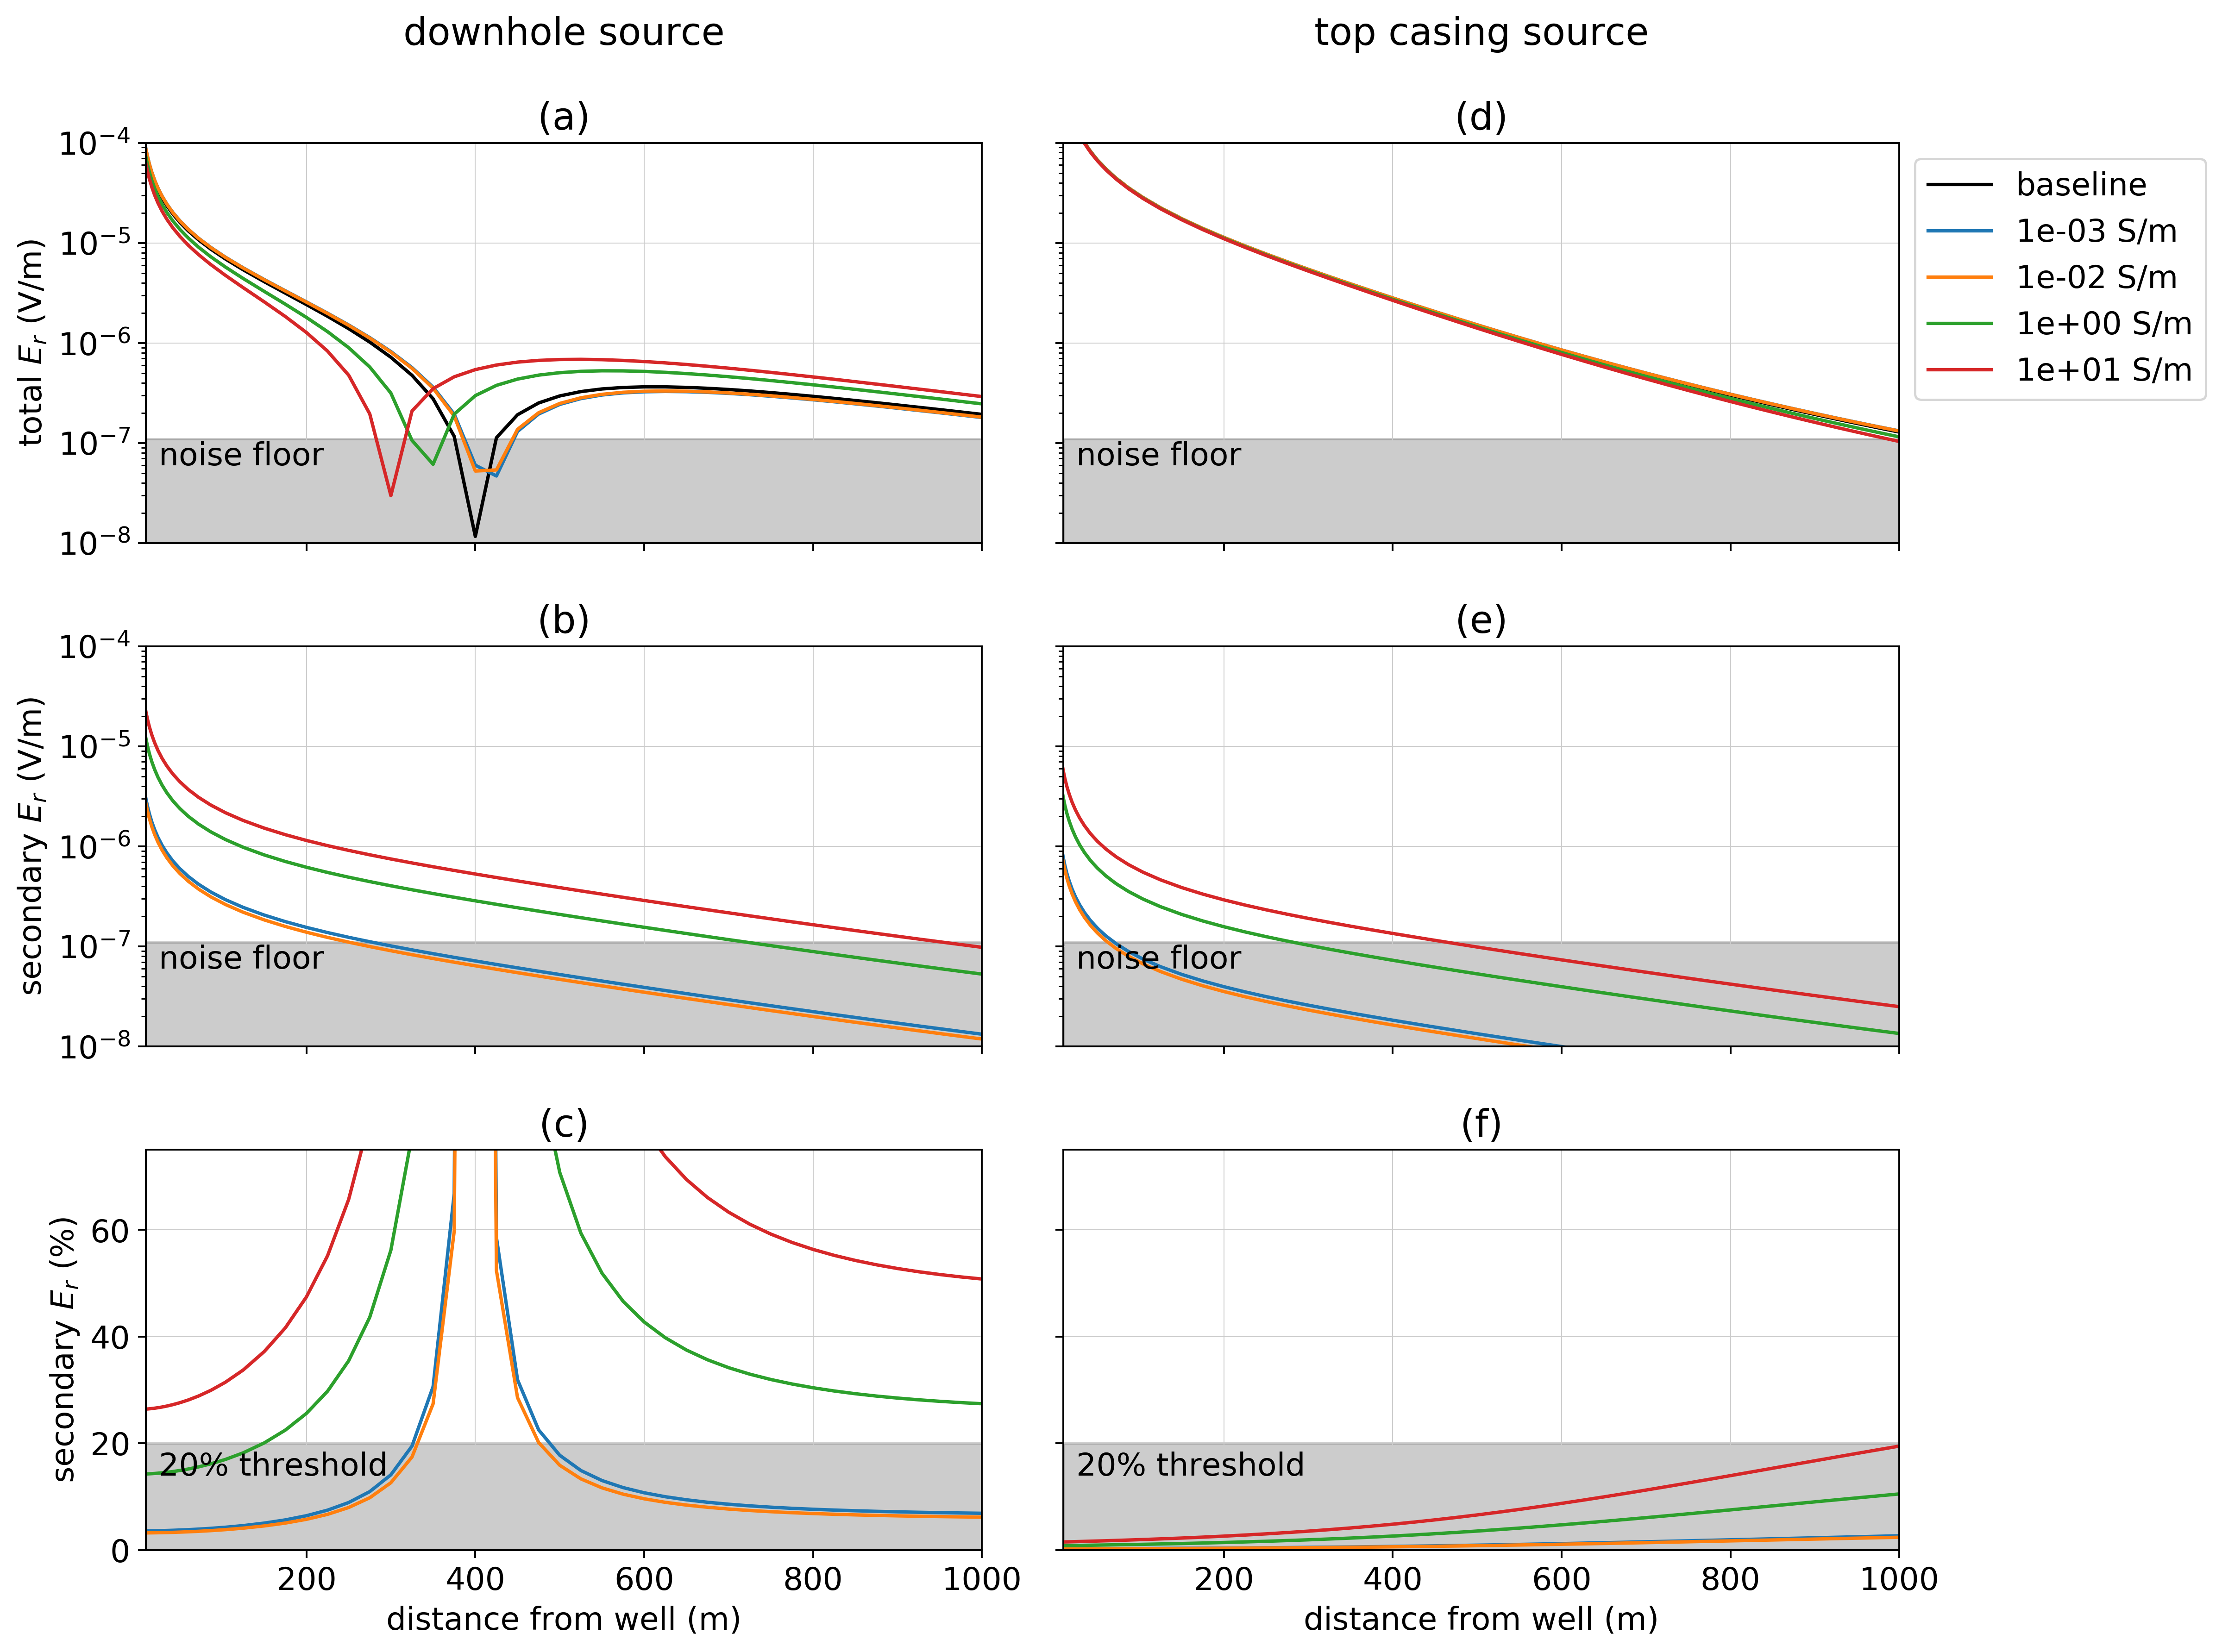 downhole source
top casing source
(a)
(d)
total E_r (V/m)
10⁻⁴
10⁻⁵
10⁻⁶
10⁻⁷
10⁻⁸
noise floor
noise floor
baseline
1e-03 S/m
1e-02 S/m
1e+00 S/m
1e+01 S/m
(b)
(e)
secondary E_r (V/m)
10⁻⁴
10⁻⁵
10⁻⁶
10⁻⁷
10⁻⁸
noise floor
noise floor
(c)
(f)
secondary E_r (%)
60
40
20
0
20% threshold
20% threshold
200 400 600 800 1000
200 400 600 800 1000
distance from well (m)
distance from well (m)